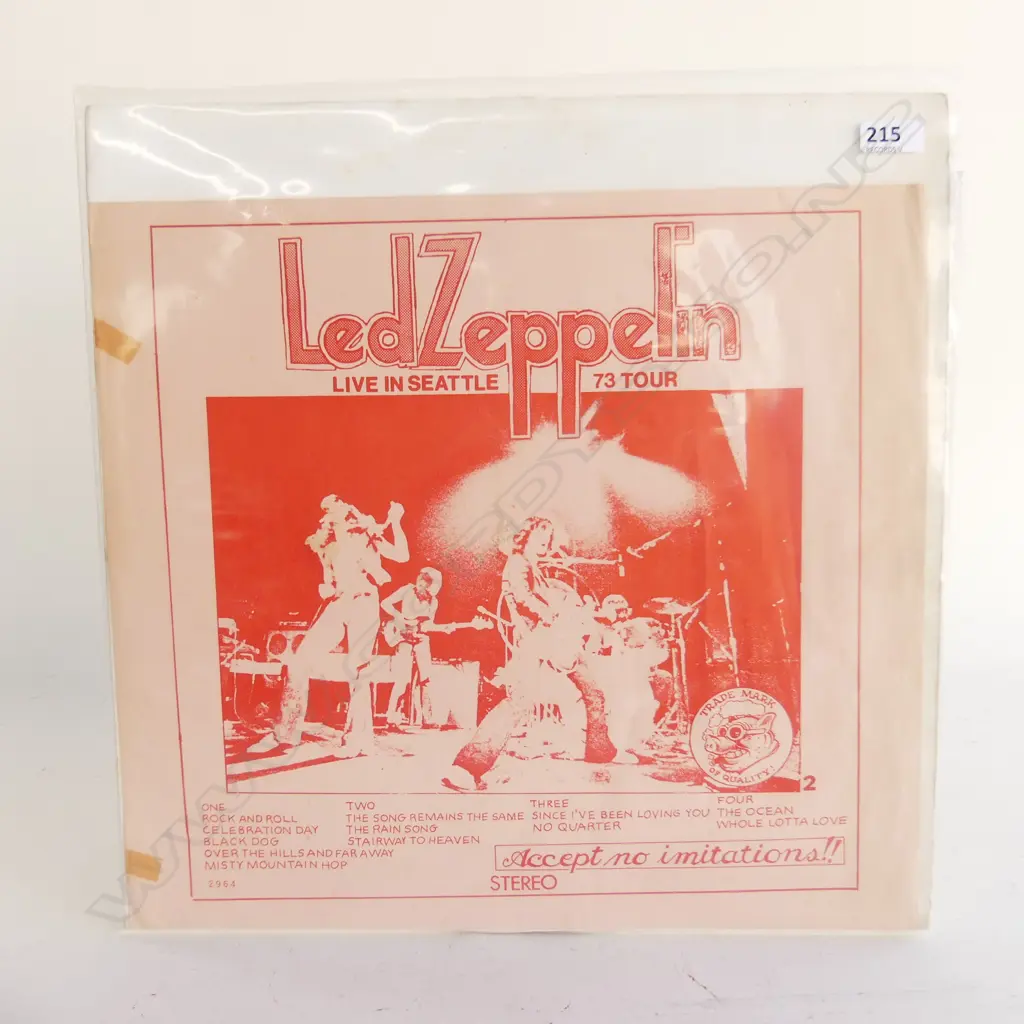 215
RECORDS V
Led Zeppelin
LIVE IN SEATTLE 73 TOUR
TRADE MARK
OF QUALITY!
2
ONE
ROCK AND ROLL
CELEBRATION DAY
BLACK DOG
OVER THE HILLS AND FAR AWAY
MISTY MOUNTAIN HOP
2964
TWO
THE SONG REMAINS THE SAME
THE RAIN SONG
STAIRWAY TO HEAVEN
THREE
SINCE I'VE BEEN LOVING YOU
NO QUARTER
FOUR
THE OCEAN
WHOLE LOTTA LOVE
Accept no imitations!!
STEREO